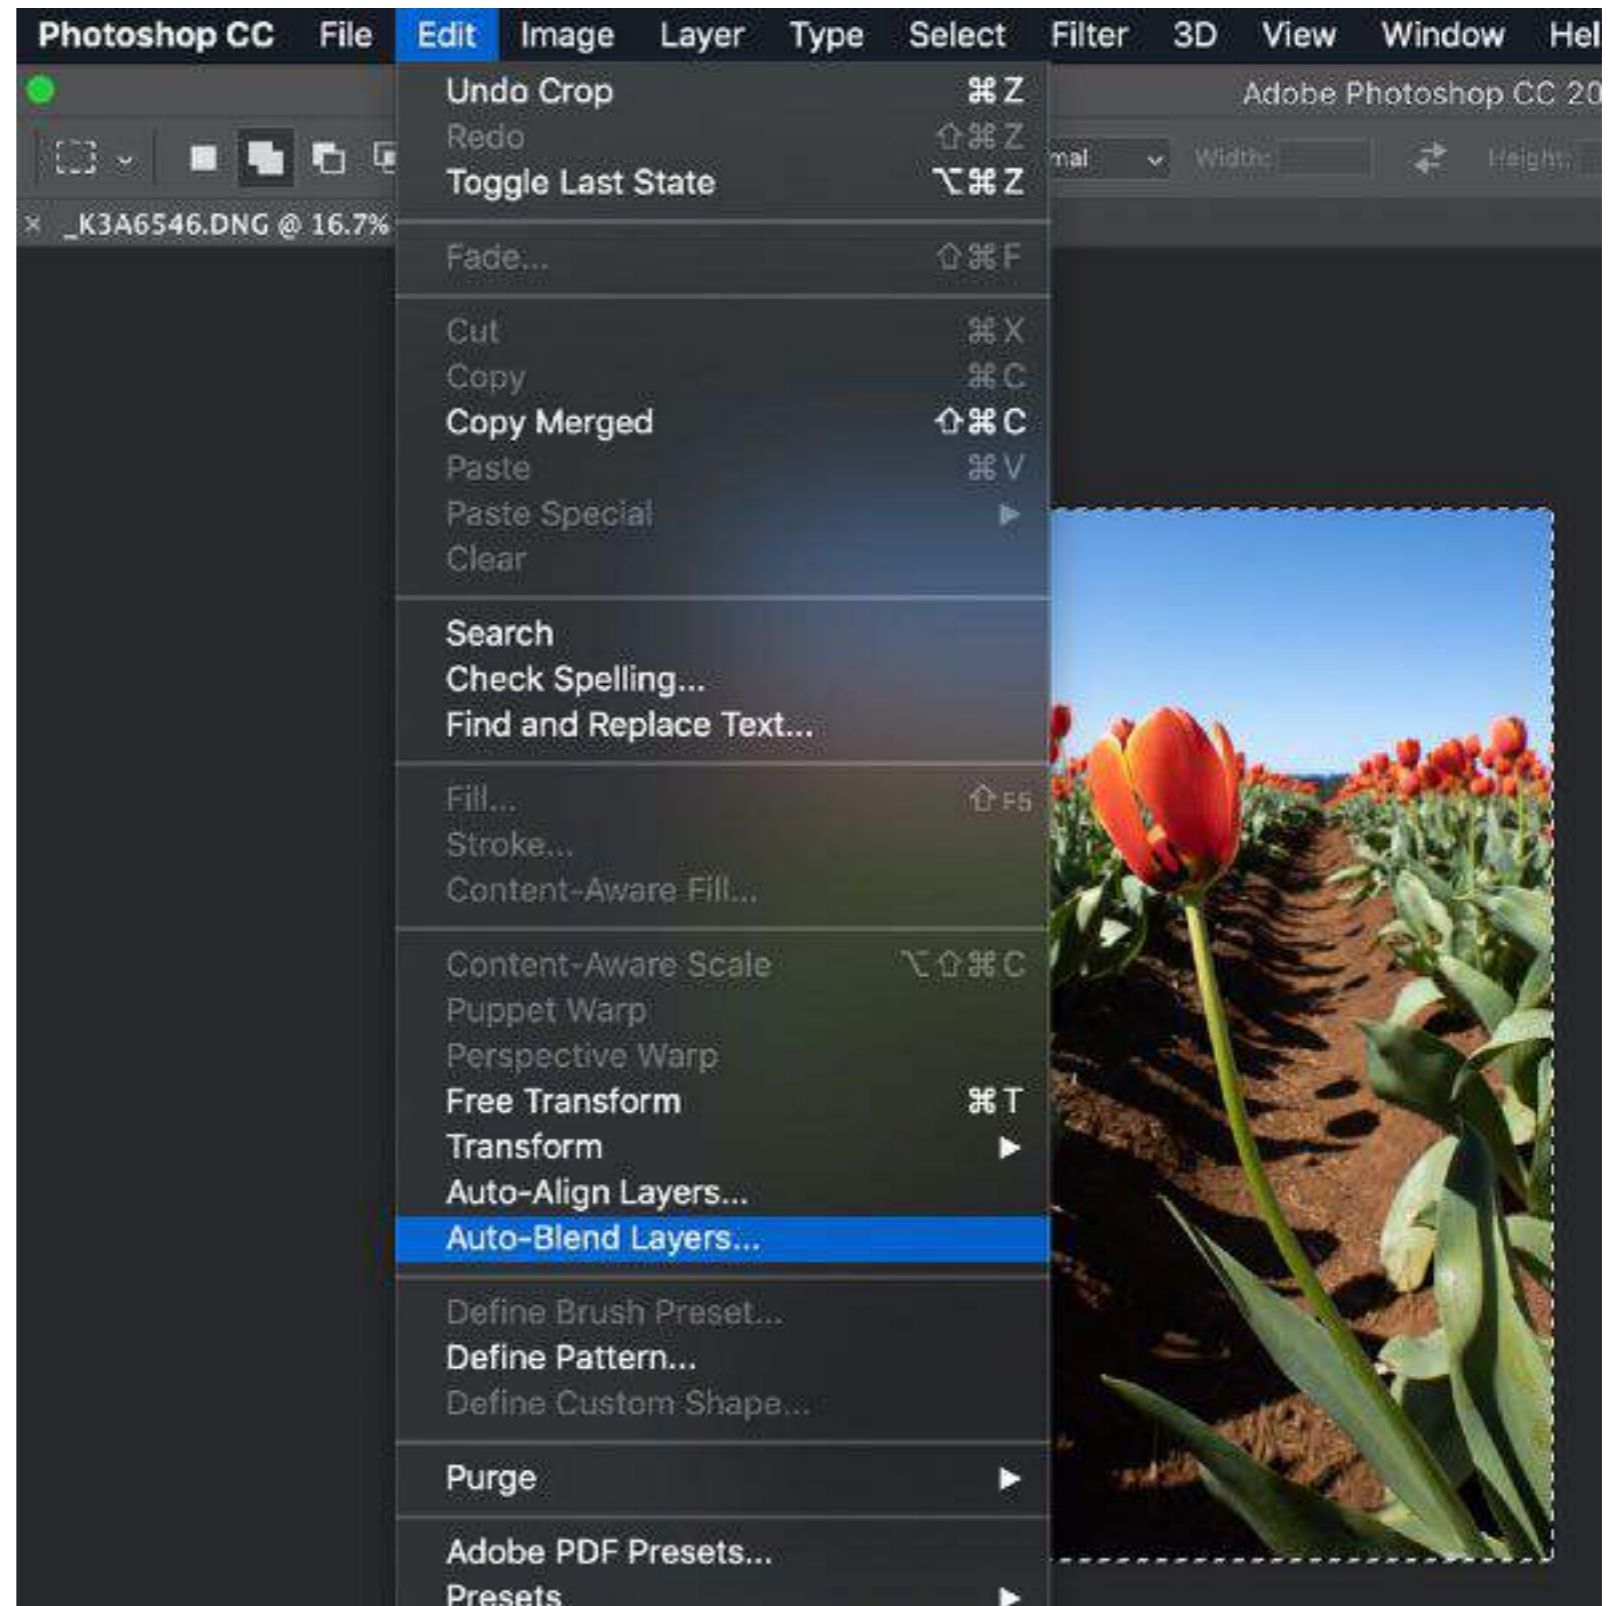 Photoshop CC File Edit Image Layer Type Select Filter 3D View Window Hel
Adobe Photoshop CC 20
mal Width: Height:
× _K3A6546.DNG @ 16.7%
Undo Crop ⌘Z
Redo ⇧⌘Z
Toggle Last State ⌥⌘Z
Fade... ⇧⌘F
Cut ⌘X
Copy ⌘C
Copy Merged ⇧⌘C
Paste ⌘V
Paste Special ▶
Clear
Search
Check Spelling...
Find and Replace Text...
Fill... ⇧F5
Stroke...
Content-Aware Fill...
Content-Aware Scale ⌥⇧⌘C
Puppet Warp
Perspective Warp
Free Transform ⌘T
Transform ▶
Auto-Align Layers...
Auto-Blend Layers...
Define Brush Preset...
Define Pattern...
Define Custom Shape...
Purge ▶
Adobe PDF Presets...
Presets ▶